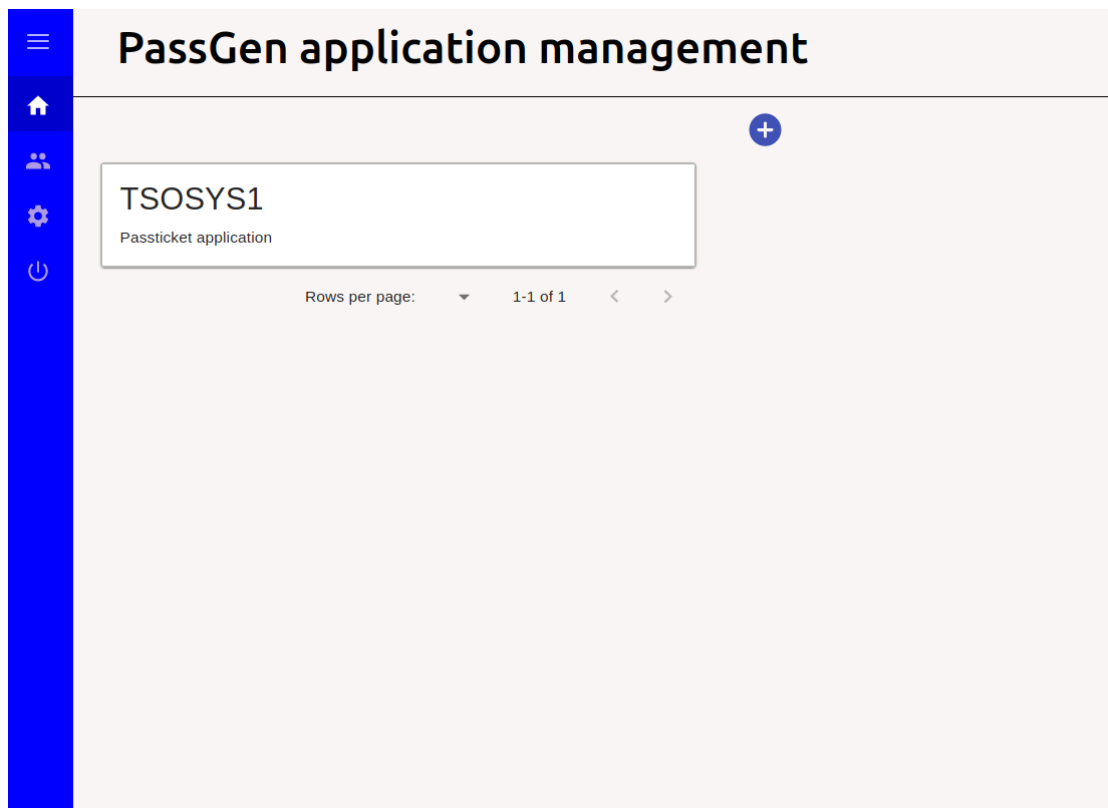 PassGen application management
TSOSYS1
Passticket application
Rows per page: 1-1 of 1